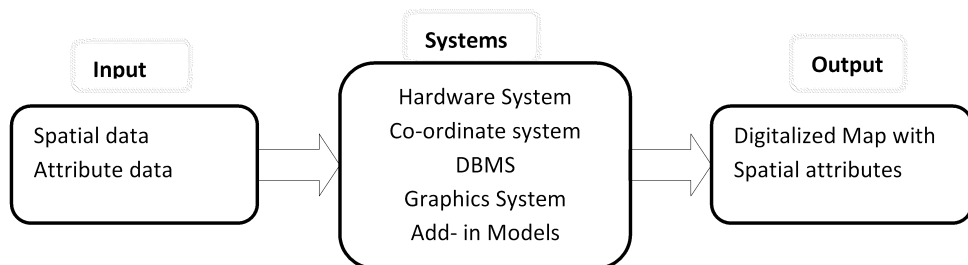 Input
Spatial data
Attribute data
Systems
Hardware System
Co-ordinate system
DBMS
Graphics System
Add- in Models
Output
Digitalized Map with
Spatial attributes